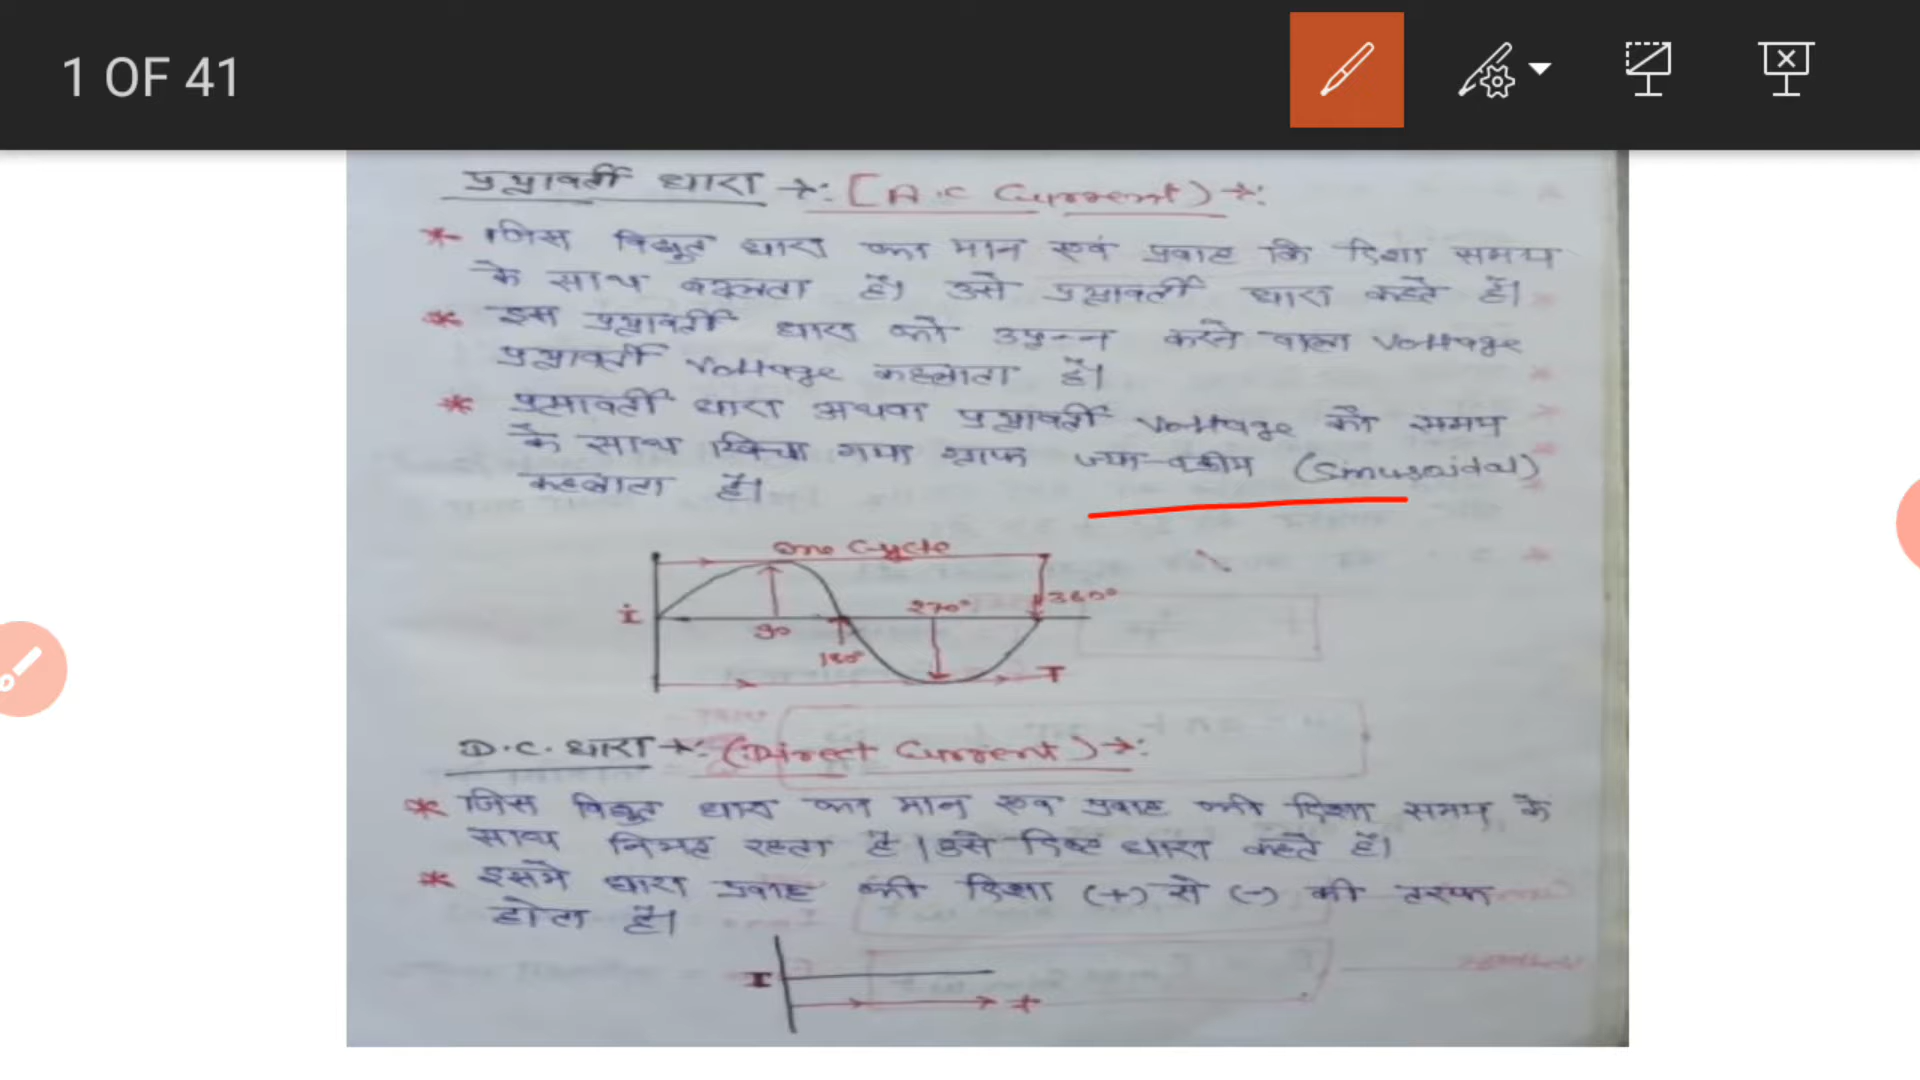 1 OF 41
प्रत्यावर्ती धारा →: [A.C Current) →:
* जिस विद्युत धारा का मान एवं प्रवाह कि दिशा समय
के साथ बदलता है। उसे प्रत्यावर्ती धारा कहते हैं।
* इस प्रत्यावर्ती धारा को उत्पन्न करने वाला Voltage
प्रत्यावर्ती Voltage कहलाता है।
* प्रत्यावर्ती धारा अथवा प्रत्यावर्ती Voltage को समय
के साथ खिचा गया ग्राफ ज्या-वक्रीय (Sinusoidal)
कहलाता है।
One Cycle
i 90 180° 270° 360°
T
D.C. धारा →: (Direct Current) →:
* जिस विद्युत धारा का मान एवं प्रवाह की दिशा समय के
साथ नियत रहता है। उसे दिष्ट धारा कहते हैं।
* इसमें धारा प्रवाह की दिशा (+) से (-) की तरफ
होता है।
I
t